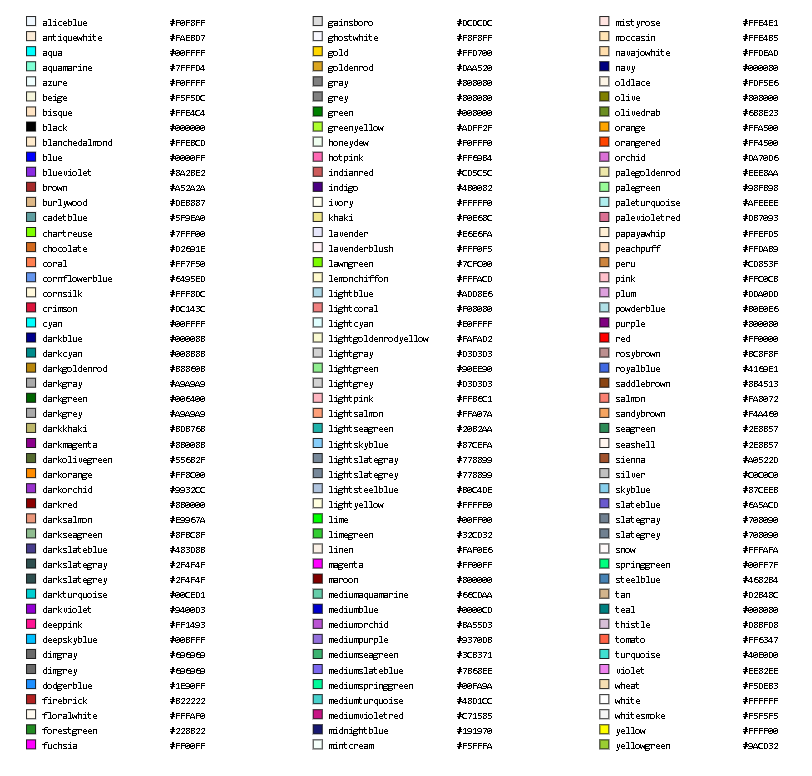 aliceblue #F0F8FF
antiquewhite #FAEBD7
aqua #00FFFF
aquamarine #7FFFD4
azure #F0FFFF
beige #F5F5DC
bisque #FFE4C4
black #000000
blanchedalmond #FFEBCD
blue #0000FF
blueviolet #8A2BE2
brown #A52A2A
burlywood #DEB887
cadetblue #5F9EA0
chartreuse #7FFF00
chocolate #D2691E
coral #FF7F50
cornflowerblue #6495ED
cornsilk #FFF8DC
crimson #DC143C
cyan #00FFFF
darkblue #00008B
darkcyan #008B8B
darkgoldenrod #B8860B
darkgray #A9A9A9
darkgreen #006400
darkgrey #A9A9A9
darkkhaki #BDB76B
darkmagenta #8B008B
darkolivegreen #556B2F
darkorange #FF8C00
darkorchid #9932CC
darkred #8B0000
darksalmon #E9967A
darkseagreen #8FBC8F
darkslateblue #483D8B
darkslategray #2F4F4F
darkslategrey #2F4F4F
darkturquoise #00CED1
darkviolet #9400D3
deeppink #FF1493
deepskyblue #00BFFF
dimgray #696969
dimgrey #696969
dodgerblue #1E90FF
firebrick #B22222
floralwhite #FFFAF0
forestgreen #228B22
fuchsia #FF00FF
gainsboro #DCDCDC
ghostwhite #F8F8FF
gold #FFD700
goldenrod #DAA520
gray #808080
grey #808080
green #008000
greenyellow #ADFF2F
honeydew #F0FFF0
hotpink #FF69B4
indianred #CD5C5C
indigo #4B0082
ivory #FFFFF0
khaki #F0E68C
lavender #E6E6FA
lavenderblush #FFF0F5
lawngreen #7CFC00
lemonchiffon #FFFACD
lightblue #ADD8E6
lightcoral #F08080
lightcyan #E0FFFF
lightgoldenrodyellow #FAFAD2
lightgray #D3D3D3
lightgreen #90EE90
lightgrey #D3D3D3
lightpink #FFB6C1
lightsalmon #FFA07A
lightseagreen #20B2AA
lightskyblue #87CEFA
lightslategray #778899
lightslategrey #778899
lightsteelblue #B0C4DE
lightyellow #FFFFE0
lime #00FF00
limegreen #32CD32
linen #FAF0E6
magenta #FF00FF
maroon #800000
mediumaquamarine #66CDAA
mediumblue #0000CD
mediumorchid #BA55D3
mediumpurple #9370DB
mediumseagreen #3CB371
mediumslateblue #7B68EE
mediumspringgreen #00FA9A
mediumturquoise #48D1CC
mediumvioletred #C71585
midnightblue #191970
mintcream #F5FFFA
mistyrose #FFE4E1
moccasin #FFE4B5
navajowhite #FFDEAD
navy #000080
oldlace #FDF5E6
olive #808000
olivedrab #6B8E23
orange #FFA500
orangered #FF4500
orchid #DA70D6
palegoldenrod #EEE8AA
palegreen #98FB98
paleturquoise #AFEEEE
palevioletred #DB7093
papayawhip #FFEFD5
peachpuff #FFDAB9
peru #CD853F
pink #FFC0CB
plum #DDA0DD
powderblue #B0E0E6
purple #800080
red #FF0000
rosybrown #BC8F8F
royalblue #4169E1
saddlebrown #8B4513
salmon #FA8072
sandybrown #F4A460
seagreen #2E8B57
seashell #2E8B57
sienna #A0522D
silver #C0C0C0
skyblue #87CEEB
slateblue #6A5ACD
slategray #708090
slategrey #708090
snow #FFFAFA
springgreen #00FF7F
steelblue #4682B4
tan #D2B48C
teal #008080
thistle #D8BFD8
tomato #FF6347
turquoise #40E0D0
violet #EE82EE
wheat #F5DEB3
white #FFFFFF
whitesmoke #F5F5F5
yellow #FFFF00
yellowgreen #9ACD32